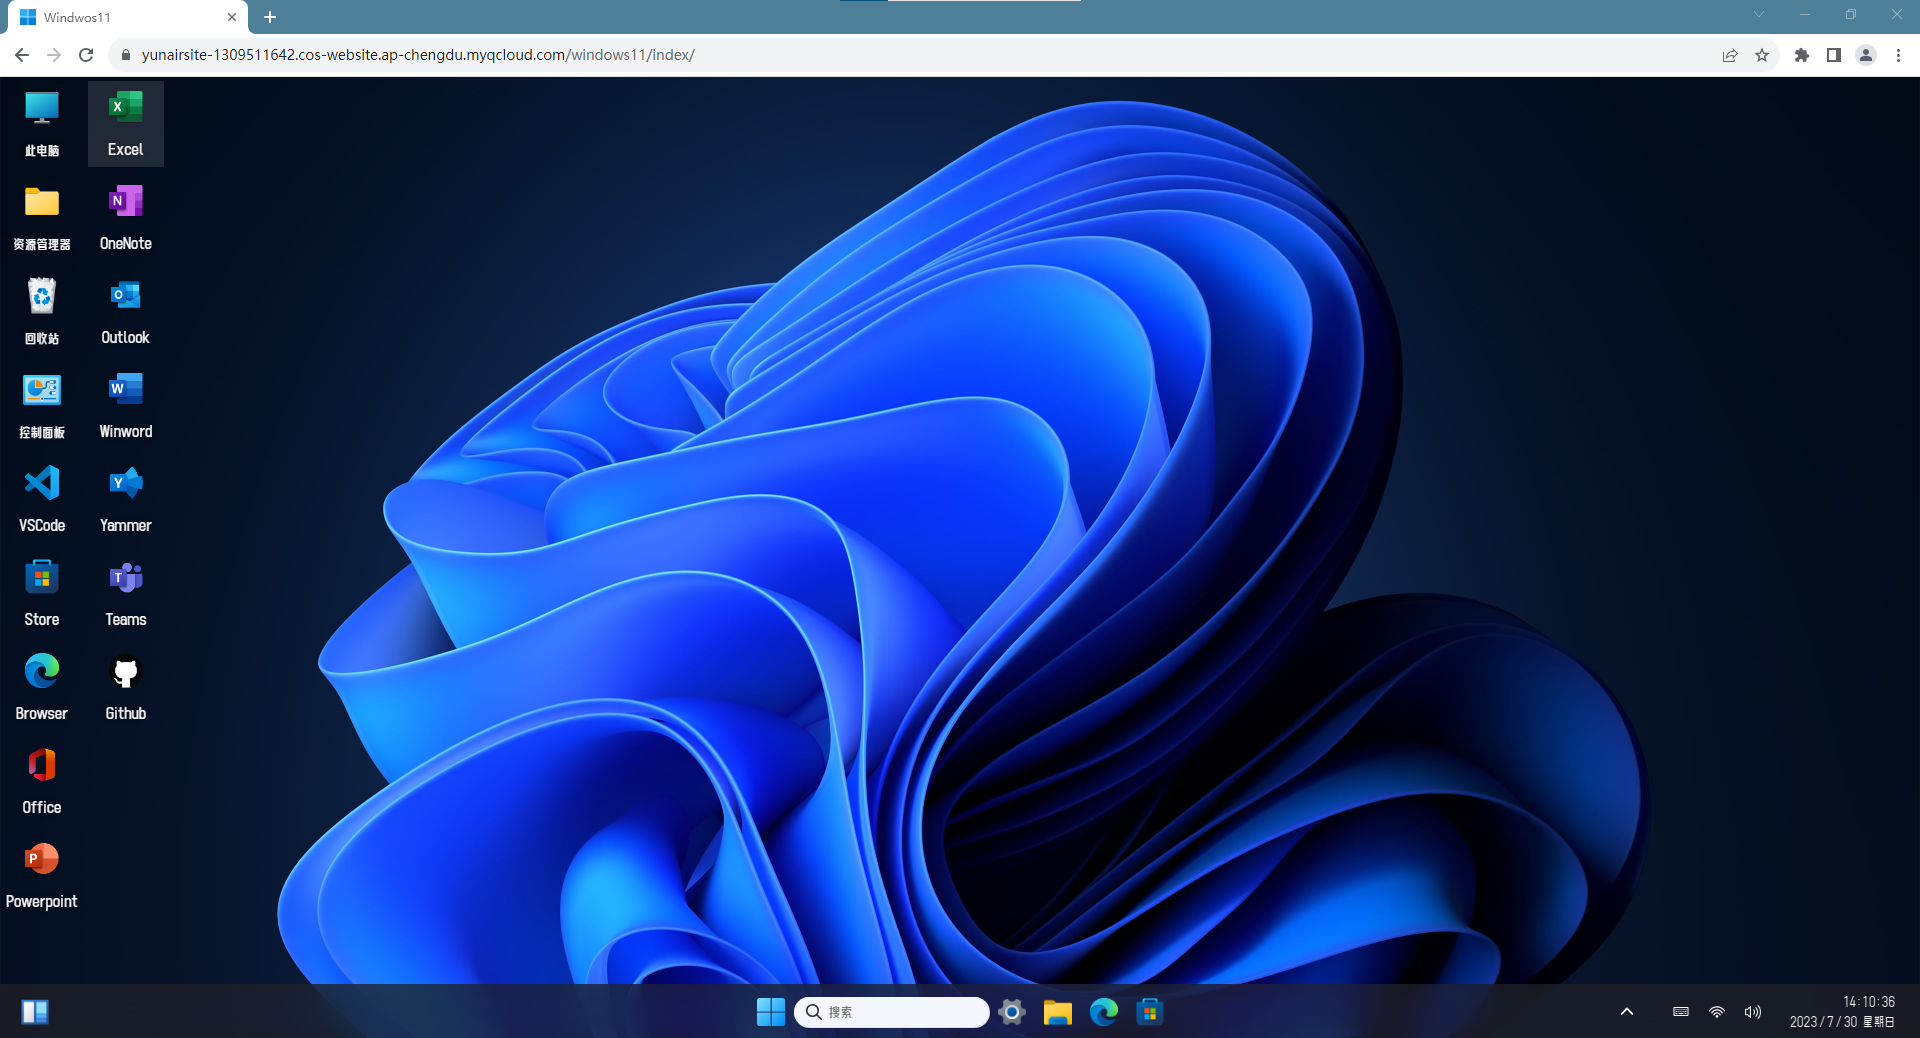 Windwos11
yunairsite-1309511642.cos-website.ap-chengdu.myqcloud.com/windows11/index/
此电脑
Excel
资源管理器
OneNote
回收站
Outlook
控制面板
Winword
VSCode
Yammer
Store
Teams
Browser
Github
Office
Powerpoint
搜索
14:10:36
2023/7/30 星期日